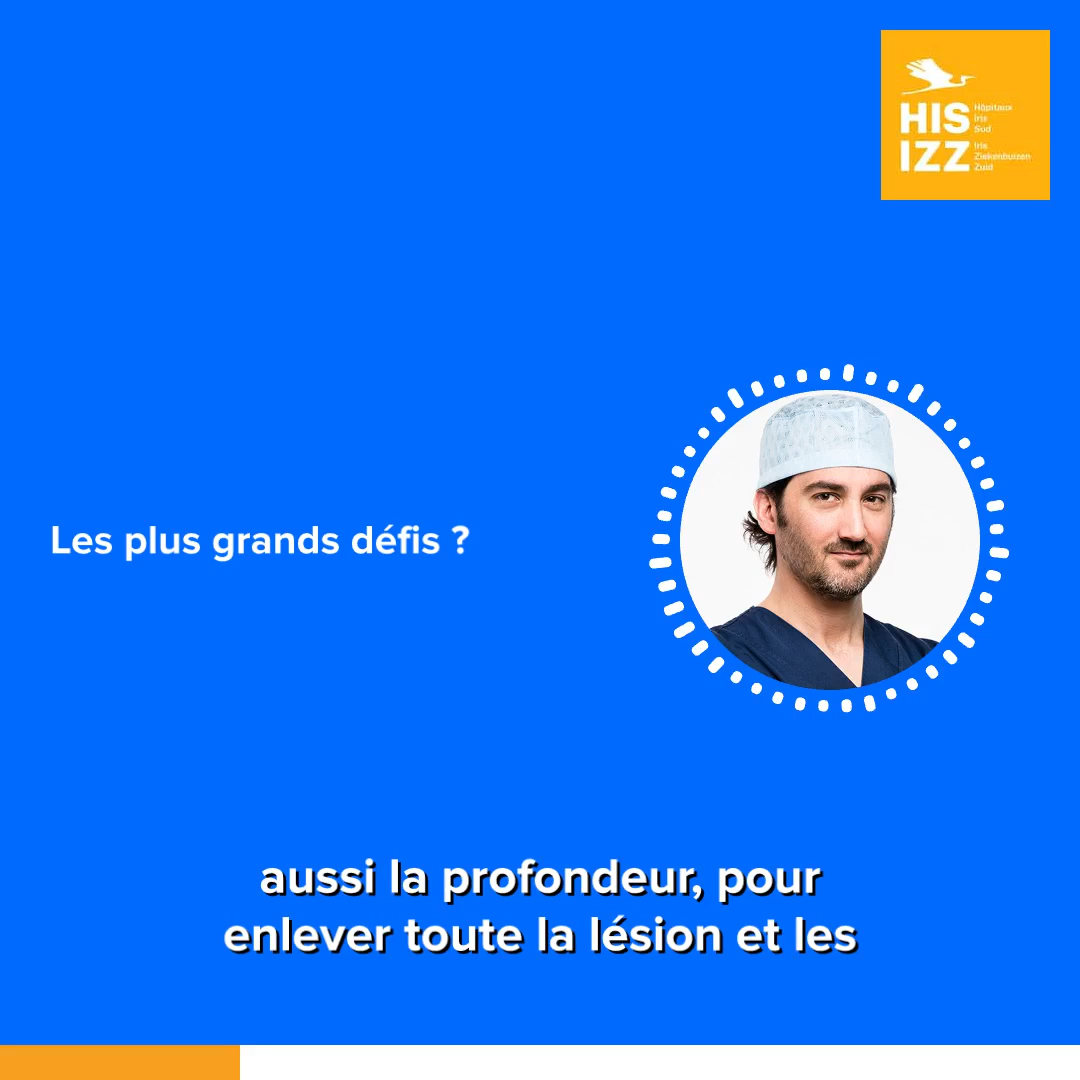 HIS
Hôpitaux
Iris
Sud
IZZ
Iris
Ziekenhuizen
Zuid
Les plus grands défis ?
aussi la profondeur, pour
enlever toute la lésion et les